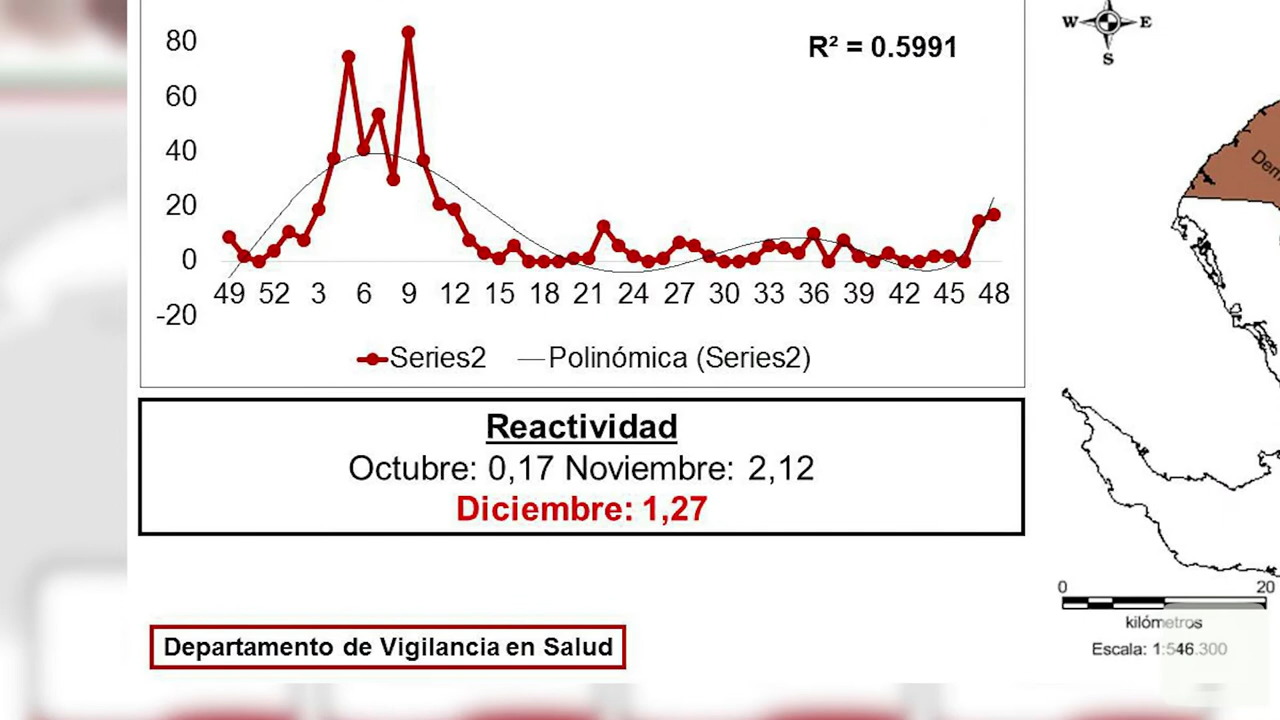 80
60
40
20
0
-20
R² = 0.5991
49 52 3 6 9 12 15 18 21 24 27 30 33 36 39 42 45 48
Series2 Polinómica (Series2)
Reactividad
Octubre: 0,17 Noviembre: 2,12
Diciembre: 1,27
Departamento de Vigilancia en Salud
W E
S
0 20
kilómetros
Escala: 1:546.300